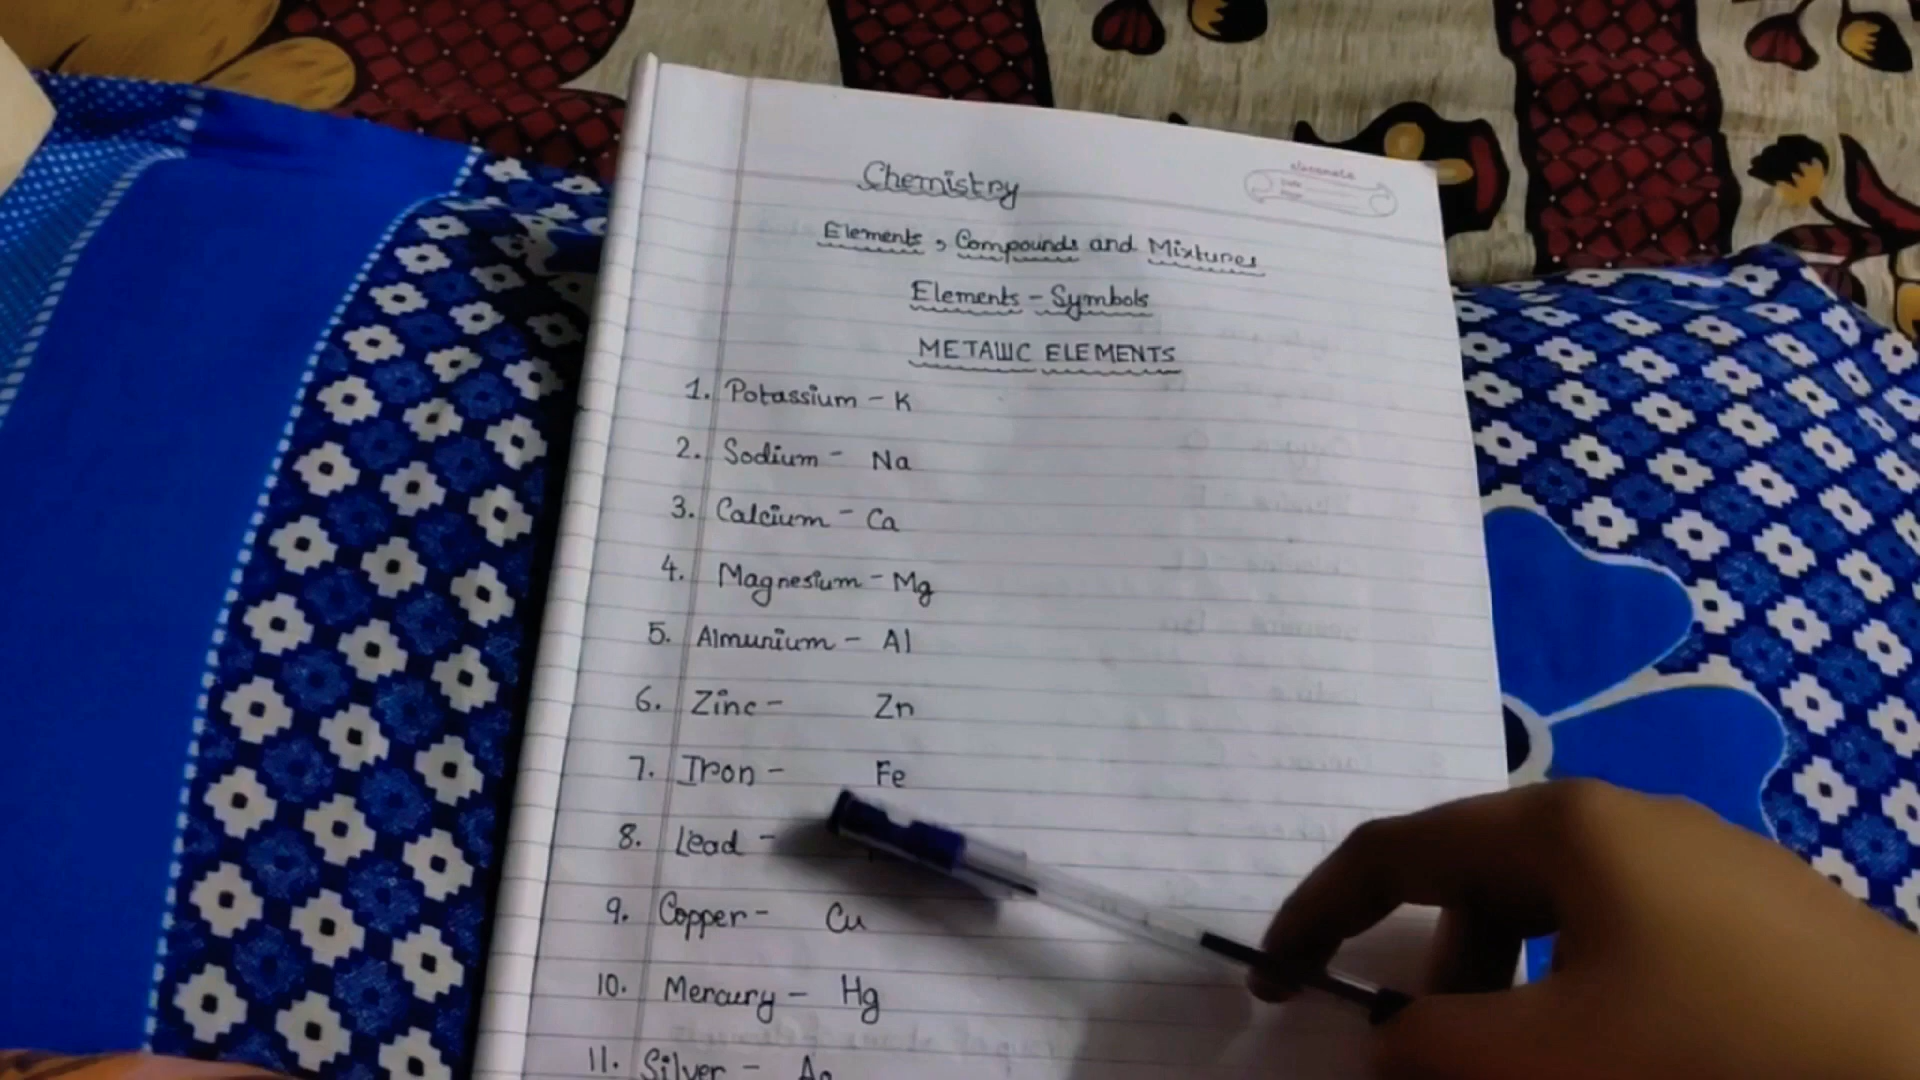 classmate
Chemistry
Elements, Compounds and Mixtures
Elements - Symbols
METALLIC ELEMENTS
1. Potassium - K
2. Sodium - Na
3. Calcium - Ca
4. Magnesium - Mg
5. Almunium - Al
6. Zinc - Zn
7. Iron - Fe
8. Lead -
9. Copper - Cu
10. Mercury - Hg
11. Silver - Ag